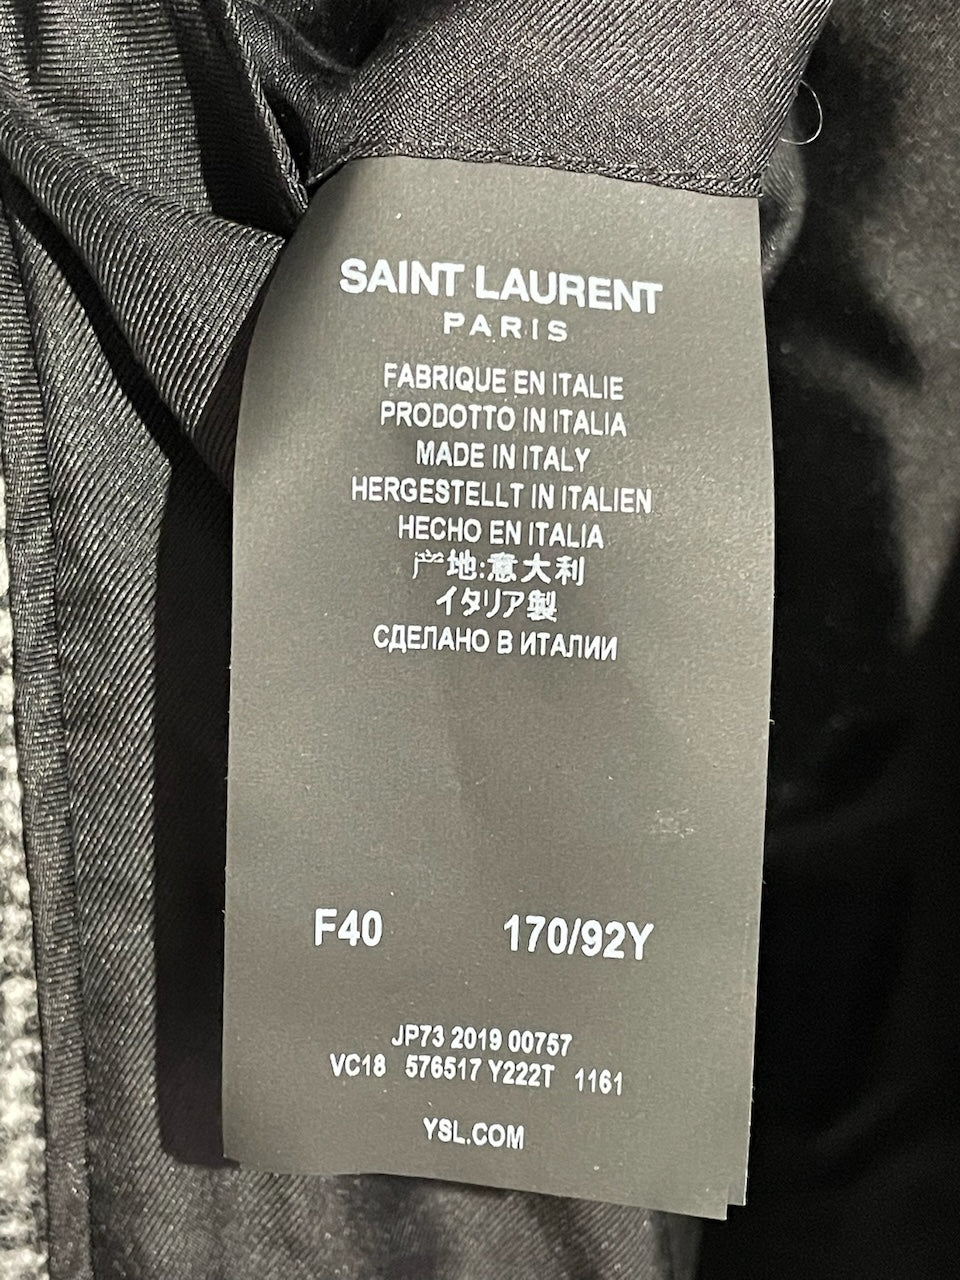 SAINT LAURENT
PARIS
FABRIQUE EN ITALIE
PRODOTTO IN ITALIA
MADE IN ITALY
HERGESTELLT IN ITALIEN
HECHO EN ITALIA
产地:意大利
イタリア製
СДЕЛАНО В ИТАЛИИ
F40 170/92Y
JP73 2019 00757
VC18 576517 Y222T 1161
YSL.COM